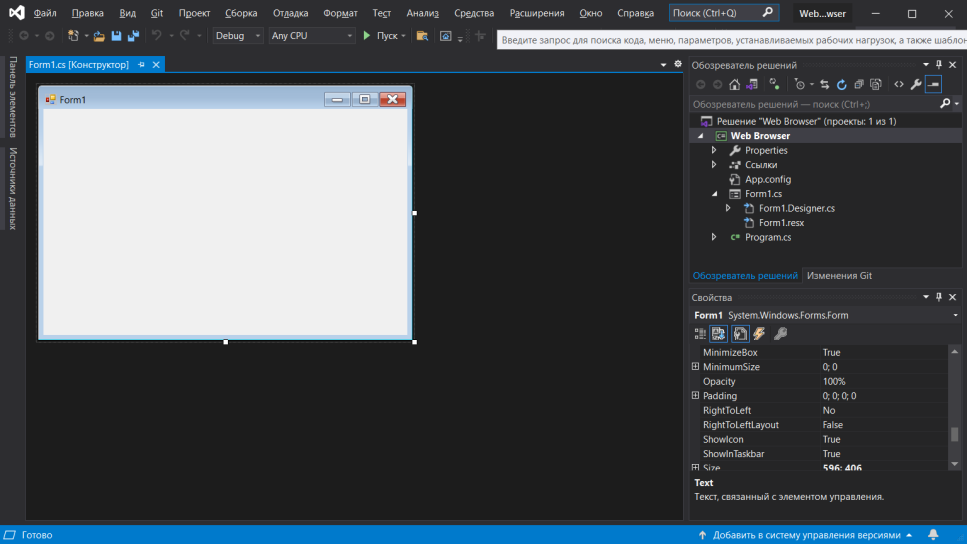 Файл Правка Вид Git Проект Сборка Отладка Формат Тест Анализ Средства Расширения Окно Справка Поиск (Ctrl+Q) Web...wser
Debug Any CPU Пуск
Введите запрос для поиска кода, меню, параметров, устанавливаемых рабочих нагрузок, а также шаблон
Панель элементов
Источники данных
Form1.cs [Конструктор]
Form1
Обозреватель решений
Обозреватель решений — поиск (Ctrl+;)
Решение "Web Browser" (проекты: 1 из 1)
C# Web Browser
Properties
Ссылки
App.config
Form1.cs
Form1.Designer.cs
Form1.resx
C# Program.cs
Обозреватель решений Изменения Git
Свойства
Form1 System.Windows.Forms.Form
MinimizeBox True
MinimumSize 0; 0
Opacity 100%
Padding 0; 0; 0; 0
RightToLeft No
RightToLeftLayout False
ShowIcon True
ShowInTaskbar True
Size 596; 406
Text
Текст, связанный с элементом управления.
Готово Добавить в систему управления версиями